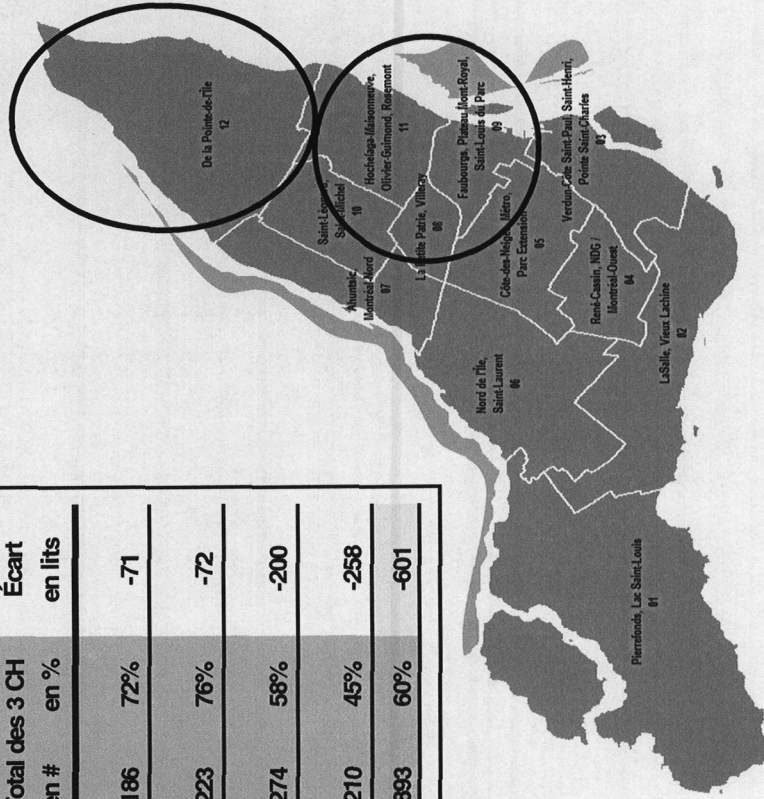 Total des 3 CH Écart
en # en % en lits
186 72% -71
223 76% -72
274 58% -200
210 45% -258
893 60% -601
De la Pointe-de-l'Île
12
Hochelaga-Maisonneuve,
Olivier-Guimond, Rosemont
11
Saint-Léonard,
Saint-Michel
10
Faubourgs, Plateau Mont-Royal,
Saint-Louis du Parc
09
La Petite Patrie, Villeray
08
Ahuntsic,
Montréal-Nord
07
Verdun-Côte Saint-Paul, Saint-Henri,
Pointe Saint-Charles
03
Côte-des-Neiges, Métro,
Parc Extension
05
René-Cassin, NDG /
Montréal-Ouest
04
Nord de l'Île,
Saint-Laurent
06
LaSalle, Vieux Lachine
02
Pierrefonds, Lac Saint-Louis
01